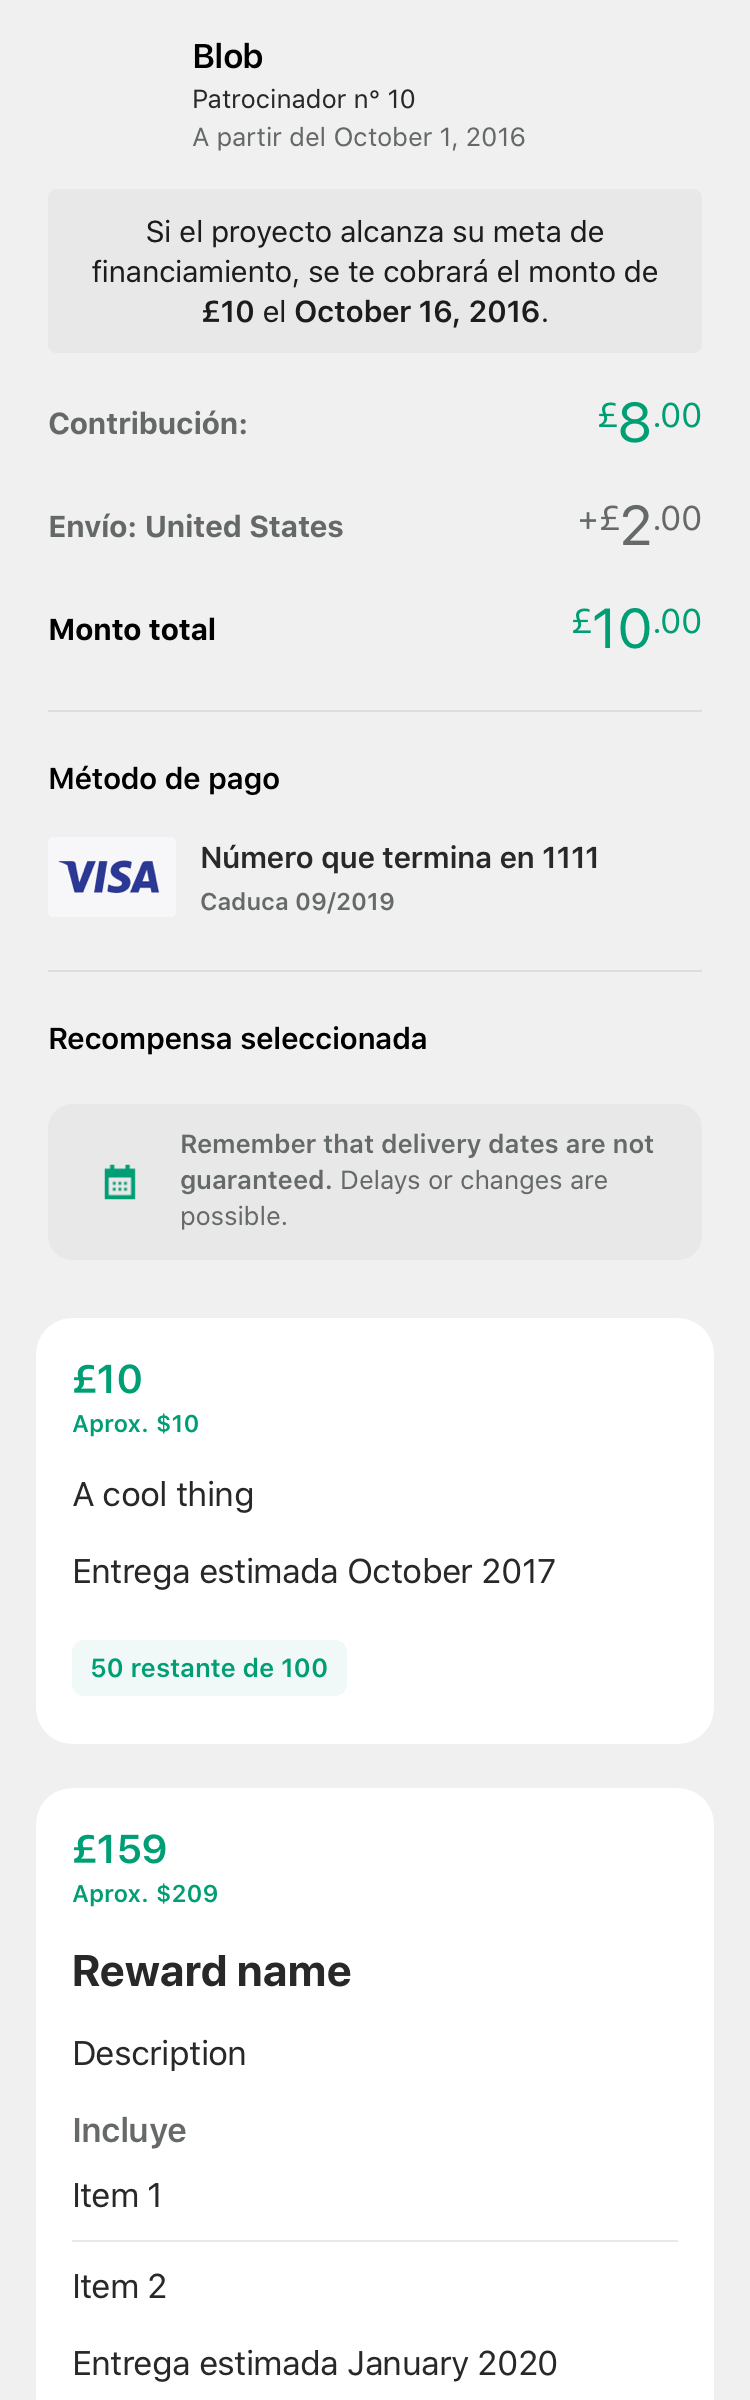 Blob
Patrocinador n° 10
A partir del October 1, 2016
Si el proyecto alcanza su meta de
financiamiento, se te cobrará el monto de
£10 el October 16, 2016.
Contribución:
£8.00
Envío: United States
+£2.00
Monto total
£10.00
Método de pago
VISA
Número que termina en 1111
Caduca 09/2019
Recompensa seleccionada
Remember that delivery dates are not
guaranteed. Delays or changes are
possible.
£10
Aprox. $10
A cool thing
Entrega estimada October 2017
50 restante de 100
£159
Aprox. $209
Reward name
Description
Incluye
Item 1
Item 2
Entrega estimada January 2020